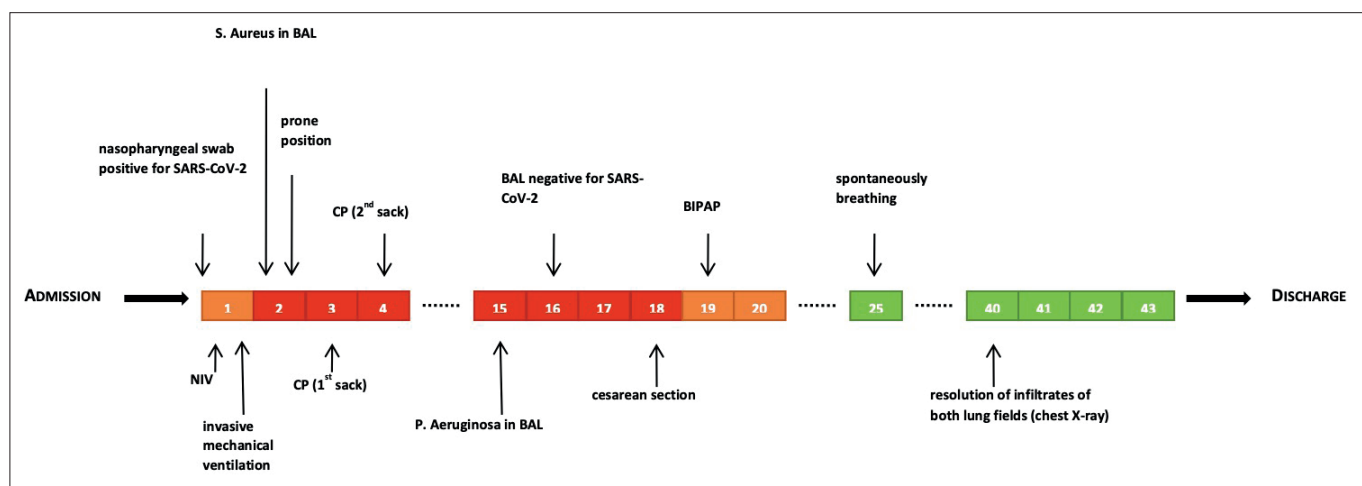 S. Aureus in BAL
prone
position
nasopharyngeal swab
positive for SARS-CoV-2
CP (2nd sack)
BAL negative for SARS-
CoV-2
BIPAP
spontaneously
breathing
ADMISSION
1 2 3 4 ........ 15 16 17 18 19 20 ........ 25 ........ 40 41 42 43
DISCHARGE
NIV
CP (1st sack)
invasive
mechanical
ventilation
P. Aeruginosa in BAL
cesarean section
resolution of infiltrates of
both lung fields (chest X-ray)